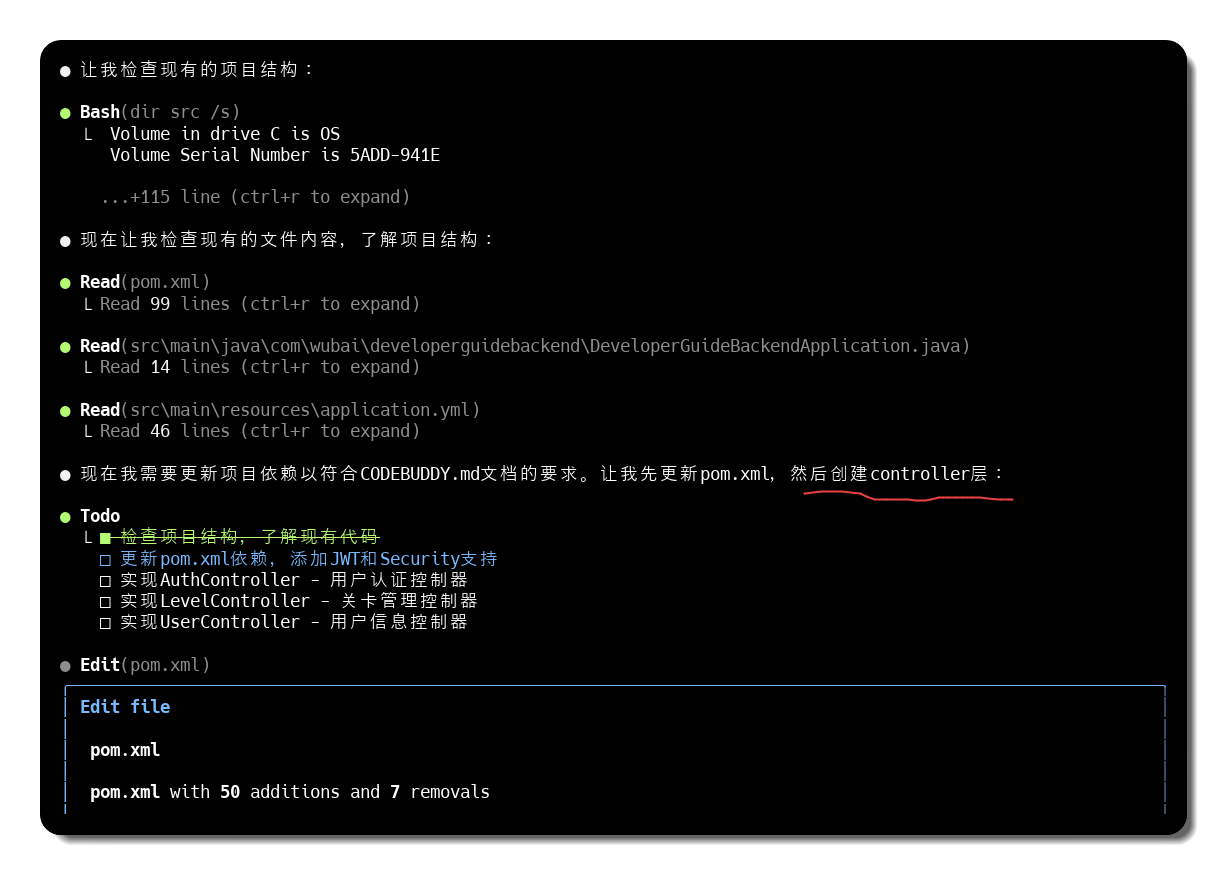 ● 让我检查现有的项目结构：
● Bash(dir src /s)
└ Volume in drive C is OS
Volume Serial Number is 5ADD-941E
...+115 line (ctrl+r to expand)
● 现在让我检查现有的文件内容，了解项目结构：
● Read(pom.xml)
└ Read 99 lines (ctrl+r to expand)
● Read(src\main\java\com\wubai\developerguidebackend\DeveloperGuideBackendApplication.java)
└ Read 14 lines (ctrl+r to expand)
● Read(src\main\resources\application.yml)
└ Read 46 lines (ctrl+r to expand)
● 现在我需要更新项目依赖以符合CODEBUDDY.md文档的要求。让我先更新pom.xml，然后创建controller层：
● Todo
└ ■ 检查项目结构，了解现有代码
□ 更新pom.xml依赖，添加JWT和Security支持
□ 实现AuthController - 用户认证控制器
□ 实现LevelController - 关卡管理控制器
□ 实现UserController - 用户信息控制器
● Edit(pom.xml)
Edit file
pom.xml
pom.xml with 50 additions and 7 removals